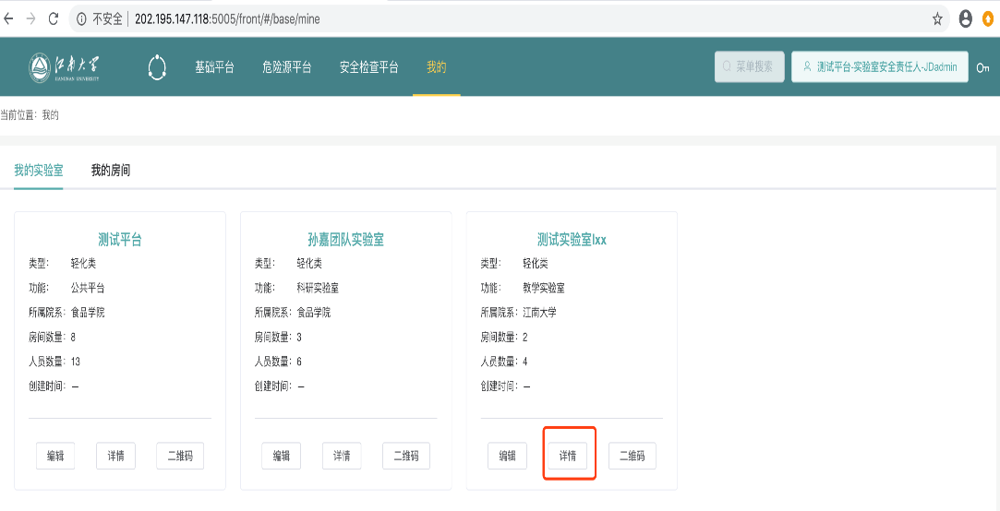 不安全 202.195.147.118:5005/front/#/base/mine
江南大学 JIANGNAN UNIVERSITY 基础平台 危险源平台 安全检查平台 我的 菜单搜索 测试平台-实验室安全责任人-JDadmin
当前位置：我的
我的实验室 我的房间
测试平台
类型： 轻化类
功能： 公共平台
所属院系：食品学院
房间数量：8
人员数量：13
创建时间：—
编辑 详情 二维码
孙嘉团队实验室
类型： 轻化类
功能： 科研实验室
所属院系：食品学院
房间数量：3
人员数量：6
创建时间：—
编辑 详情 二维码
测试实验室lxx
类型： 轻化类
功能： 教学实验室
所属院系：江南大学
房间数量：2
人员数量：4
创建时间：—
编辑 详情 二维码